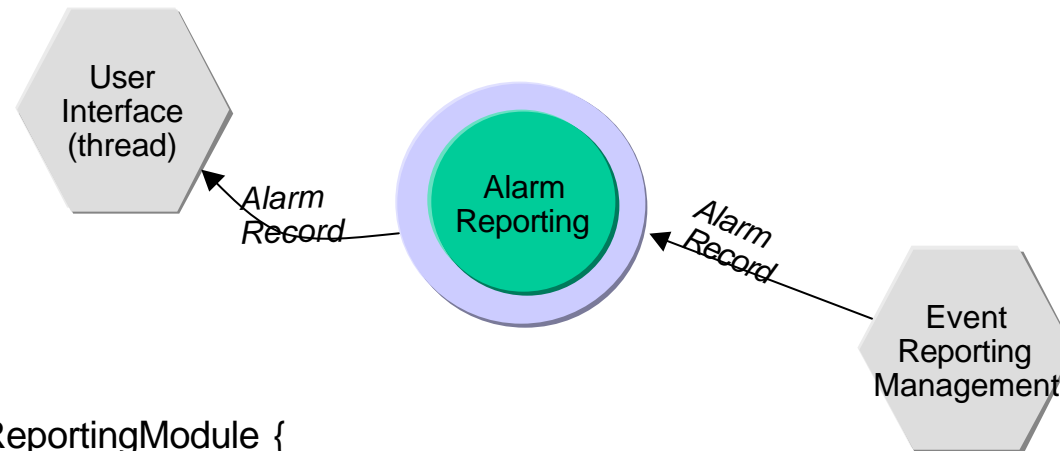 User
Interface
(thread)
Alarm
Record
Alarm
Reporting
Alarm
Record
Event
Reporting
Management
ReportingModule {